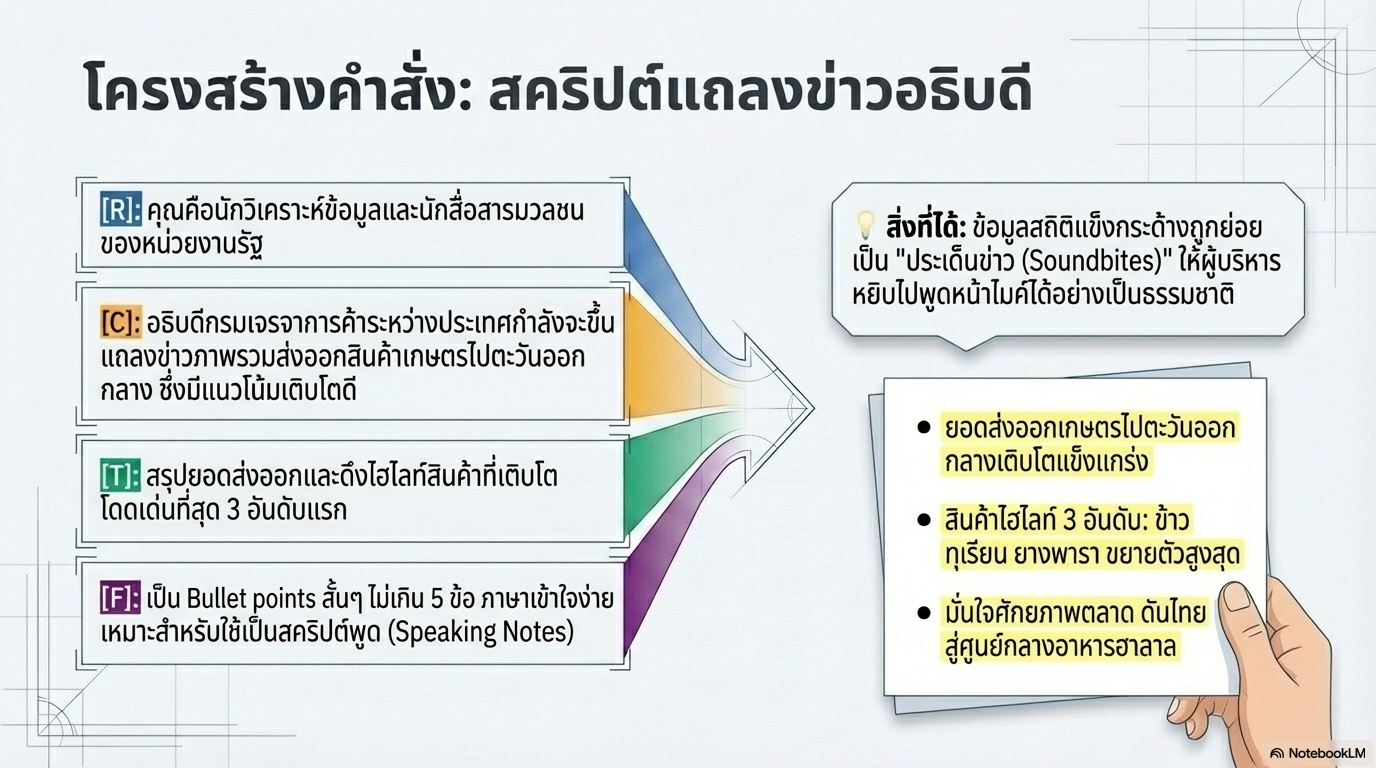 โครงสร้างคำสั่ง: สคริปต์แถลงข่าวอธิบดี
[R]: คุณคือนักวิเคราะห์ข้อมูลและนักสื่อสารมวลชน
ของหน่วยงานรัฐ
[C]: อธิบดีกรมเจรจาการค้าระหว่างประเทศกำลังจะขึ้น
แถลงข่าวภาพรวมส่งออกสินค้าเกษตรไปตะวันออก
กลาง ซึ่งมีแนวโน้มเติบโตดี
[T]: สรุปยอดส่งออกและดึงไฮไลท์สินค้าที่เติบโต
โดดเด่นที่สุด 3 อันดับแรก
[F]: เป็น Bullet points สั้นๆ ไม่เกิน 5 ข้อ ภาษาเข้าใจง่าย
เหมาะสำหรับใช้เป็นสคริปต์พูด (Speaking Notes)
💡 สิ่งที่ได้: ข้อมูลสถิติแข็งกระด้างถูกย่อย
เป็น "ประเด็นข่าว (Soundbites)" ให้ผู้บริหาร
หยิบไปพูดหน้าไมค์ได้อย่างเป็นธรรมชาติ
• ยอดส่งออกเกษตรไปตะวันออก
กลางเติบโตแข็งแกร่ง
• สินค้าไฮไลท์ 3 อันดับ: ข้าว
ทุเรียน ยางพารา ขยายตัวสูงสุด
• มั่นใจศักยภาพตลาด ดันไทย
สู่ศูนย์กลางอาหารฮาลาล
NotebookLM